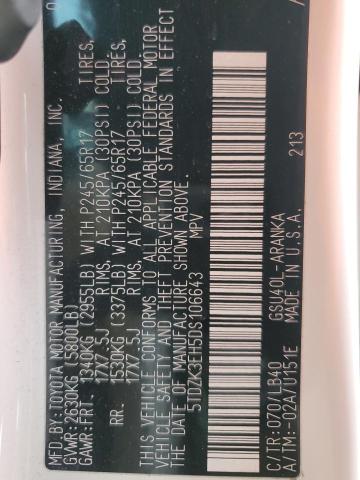 MFD.BY:TOYOTA MOTOR MANUFACTURING, INDIANA, INC.
GVWR:2630KG (5800LB)
GAWR:FRT. 1340KG (2955LB) WITH P245/65R17 TIRES,
17X7.5J RIMS, AT 210KPA (30PSI) COLD.
RR. 1530KG (3375LB) WITH P245/65R17 TIRES,
17X7.5J RIMS, AT 210KPA (30PSI) COLD.
THIS VEHICLE CONFORMS TO ALL APPLICABLE FEDERAL MOTOR
VEHICLE SAFETY AND THEFT PREVENTION STANDARDS IN EFFECT
ON THE DATE OF MANUFACTURE SHOWN ABOVE.
5TDZK3EH5DS106643 MPV
C/TR:070/LB40 GSU40L-ARANKA
A/TM:-02A/U151E MADE IN U.S.A. 213